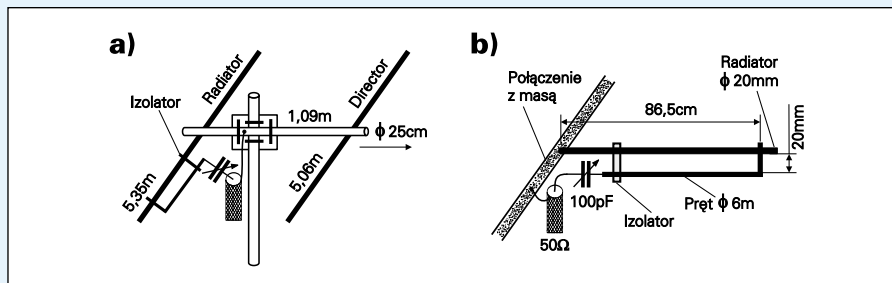 a)
Radiator
Izolator
1,09m
Director
ϕ 25cm
5,35m
5,06m
b)
Połączenie
z masą
Radiator
ϕ 20mm
86,5cm
20mm
100pF
Izolator
Pręt ϕ 6m
50Ω